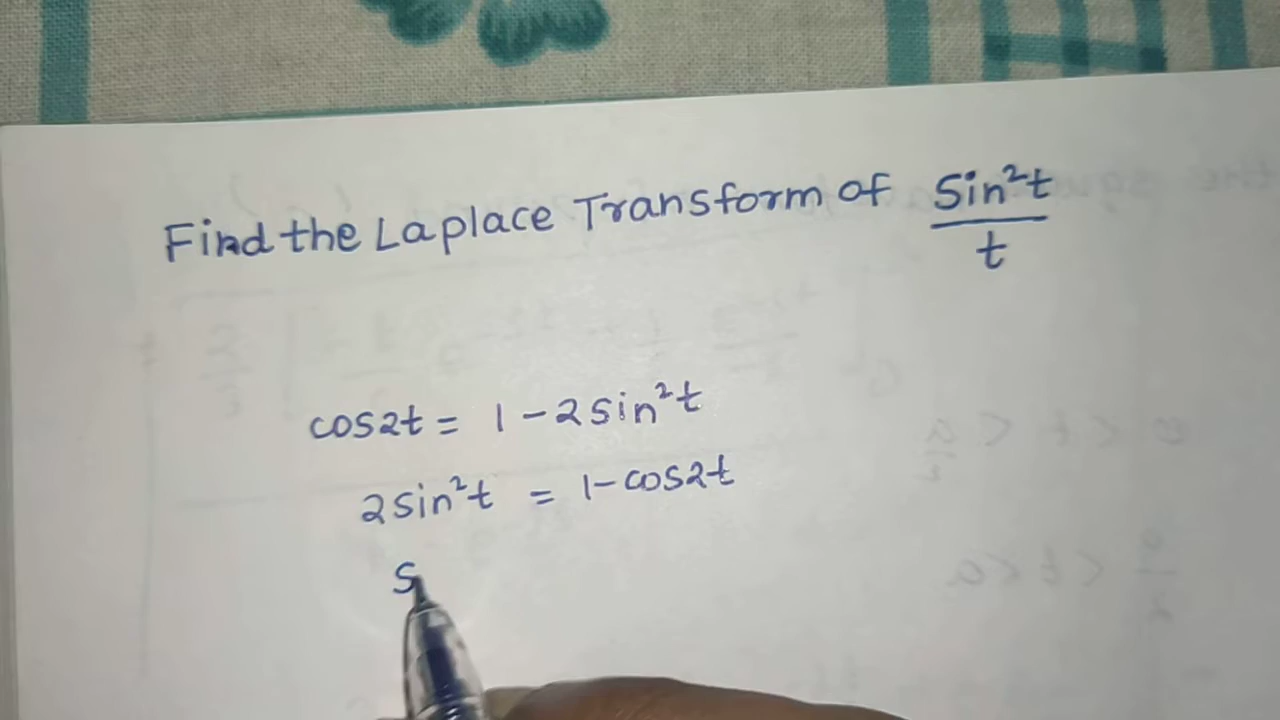 Find the Laplace Transform of Sin²t / t
cos2t = 1 - 2sin²t
2sin²t = 1 - cos2t
S